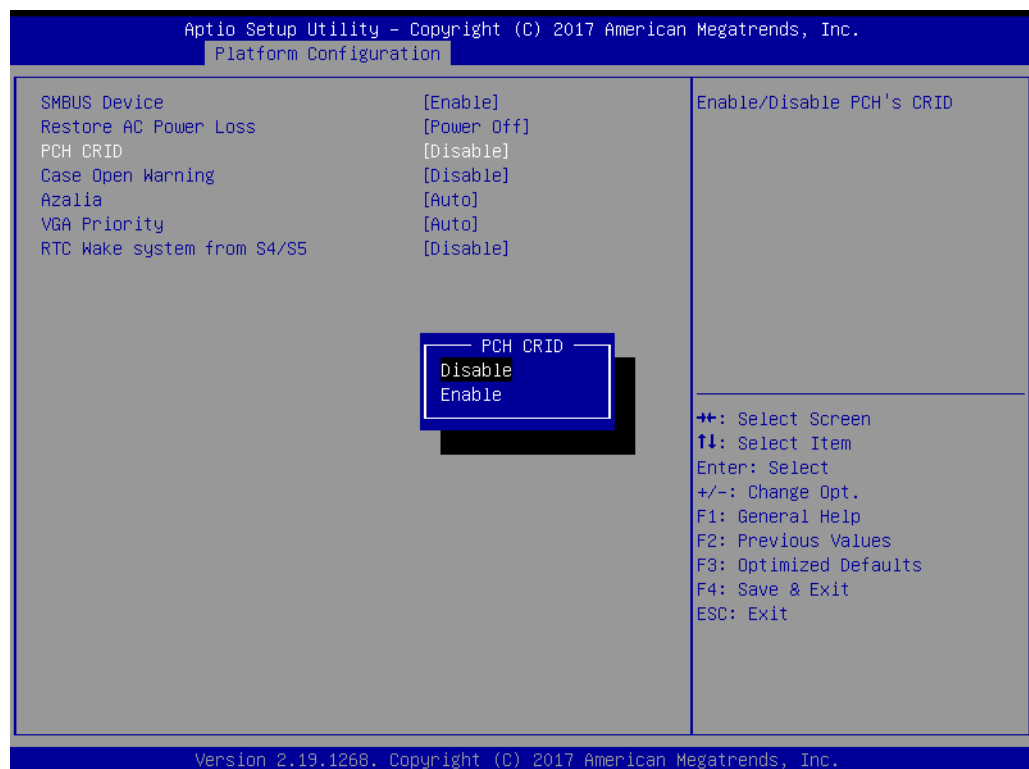 Aptio Setup Utility – Copyright (C) 2017 American Megatrends, Inc.
Platform Configuration
SMBUS Device [Enable]
Restore AC Power Loss [Power Off]
PCH CRID [Disable]
Case Open Warning [Disable]
Azalia [Auto]
VGA Priority [Auto]
RTC Wake system from S4/S5 [Disable]
PCH CRID
Disable
Enable
Enable/Disable PCH's CRID
→←: Select Screen
↑↓: Select Item
Enter: Select
+/-: Change Opt.
F1: General Help
F2: Previous Values
F3: Optimized Defaults
F4: Save & Exit
ESC: Exit
Version 2.19.1268. Copyright (C) 2017 American Megatrends, Inc.